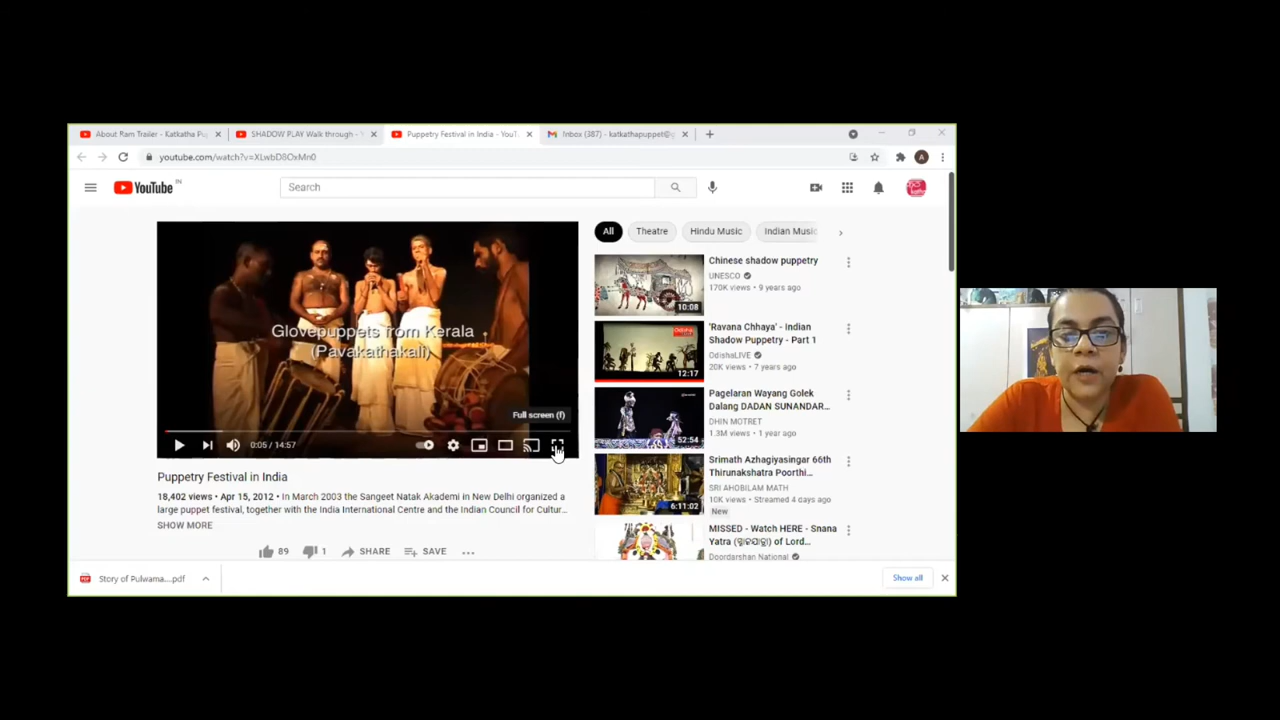 About Ram Trailer - Katkatha Pu
SHADOW PLAY Walk through -
Puppetry Festival in India - YouT
Inbox (387) - katkathapuppet@g
youtube.com/watch?v=XLwbD8OxMn0
A
YouTube IN
Search
Glovepuppets from Kerala
(Pavakathakali)
Full screen (f)
0:05 / 14:57
Puppetry Festival in India
18,402 views • Apr 15, 2012 • In March 2003 the Sangeet Natak Akademi in New Delhi organized a
large puppet festival, together with the India International Centre and the Indian Council for Cultur...
SHOW MORE
89
1
SHARE
SAVE
All
Theatre
Hindu Music
Indian Music
Chinese shadow puppetry
UNESCO
170K views • 9 years ago
10:08
'Ravana Chhaya' - Indian
Shadow Puppetry - Part 1
OdishaLIVE
20K views • 7 years ago
12:17
Pagelaran Wayang Golek
Dalang DADAN SUNANDAR...
DHIN MOTRET
1.3M views • 1 year ago
52:54
Srimath Azhagiyasingar 66th
Thirunakshatra Poorthi...
SRI AHOBILAM MATH
10K views • Streamed 4 days ago
New
6:11:02
MISSED - Watch HERE - Snana
Yatra (ସ୍ନାନଯାତ୍ରା) of Lord...
Doordarshan National
Story of Pulwama....pdf
Show all